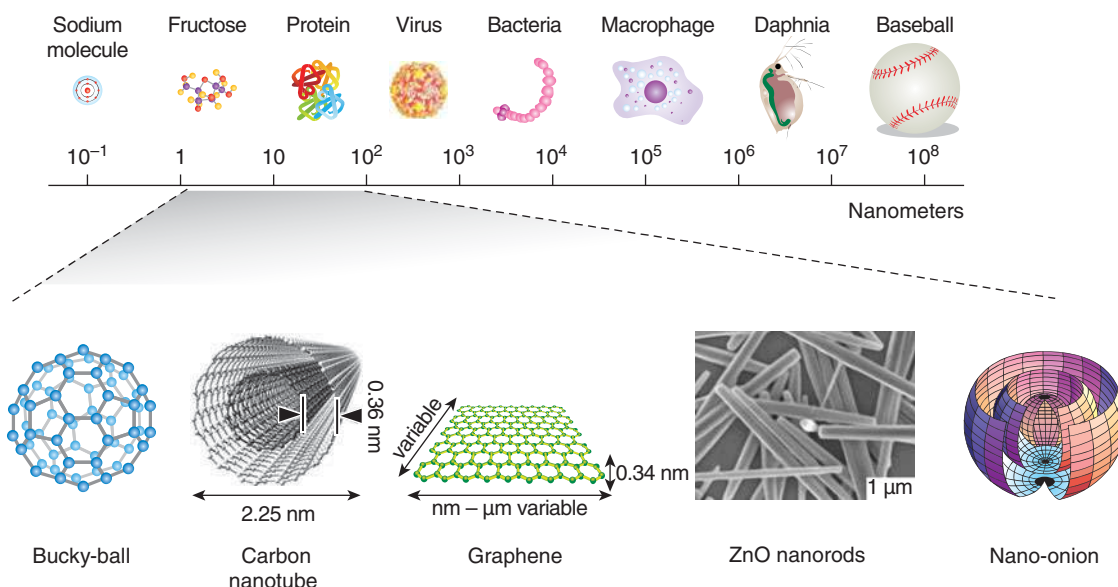 Sodium molecule
Fructose
Protein
Virus
Bacteria
Macrophage
Daphnia
Baseball
10⁻¹
1
10
10²
10³
10⁴
10⁵
10⁶
10⁷
10⁸
Nanometers
0.36 nm
variable
0.34 nm
1 µm
2.25 nm
nm – µm variable
Bucky-ball
Carbon
nanotube
Graphene
ZnO nanorods
Nano-onion